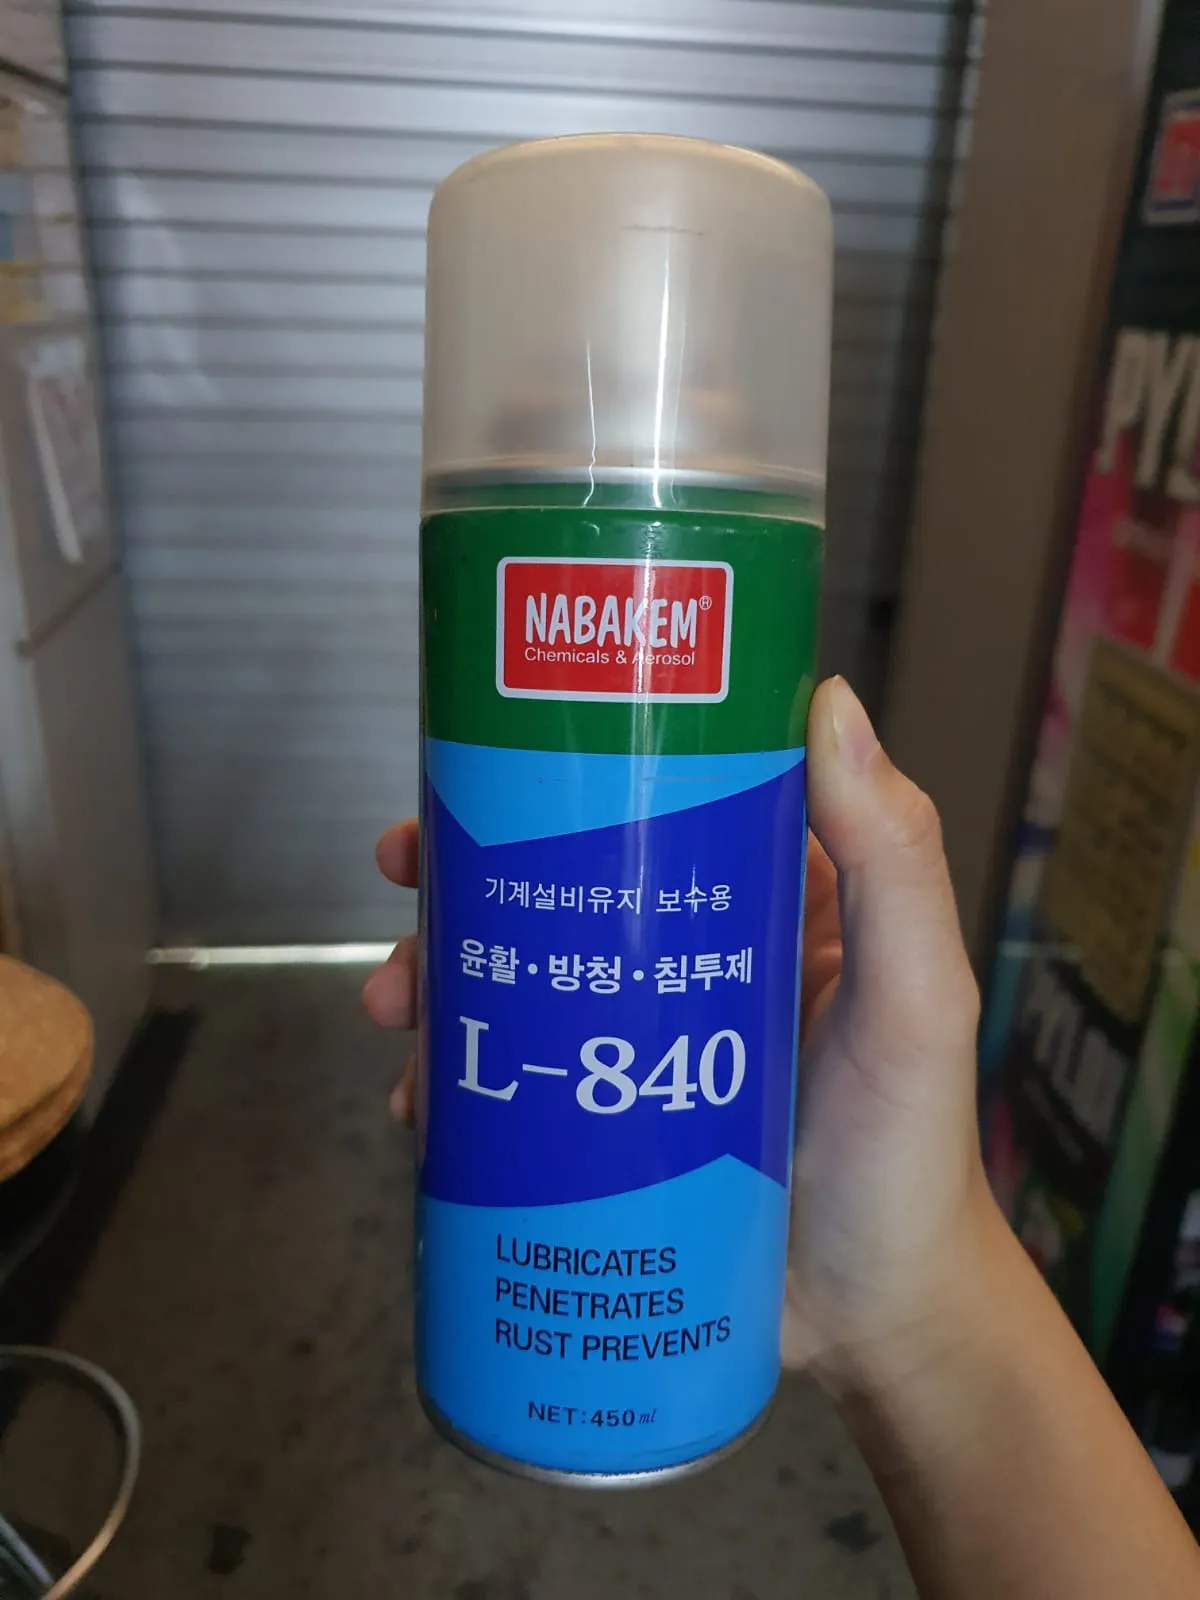 NABAKEM®
Chemicals & Aerosol
기계설비유지 보수용
윤활·방청·침투제
L-840
LUBRICATES
PENETRATES
RUST PREVENTS
NET:450㎖